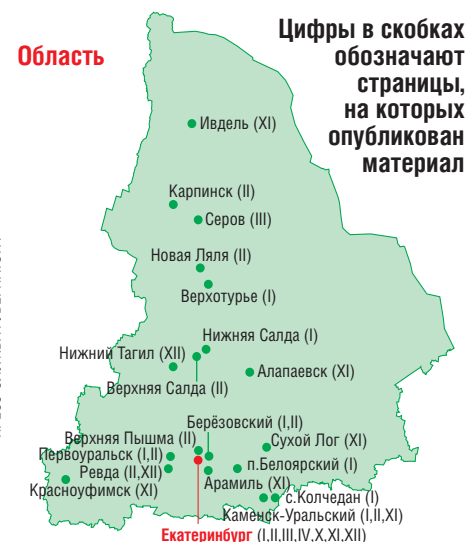 Область
Цифры в скобках
обозначают
страницы,
на которых
опубликован
материал
Ивдель (XI)
Карпинск (II)
Серов (III)
Новая Ляля (II)
Верхотурье (I)
Нижняя Салда (I)
Нижний Тагил (XII)
Верхняя Салда (II)
Алапаевск (XI)
Берёзовский (I,II)
Верхняя Пышма (II)
Сухой Лог (XI)
Первоуральск (I,II)
п.Белоярский (I)
Ревда (II,XII)
Арамиль (XI)
Красноуфимск (XI)
с.Колчедан (I)
Каменск-Уральский (I,II,XI)
Екатеринбург (I,II,III,IV,X,XI,XII)